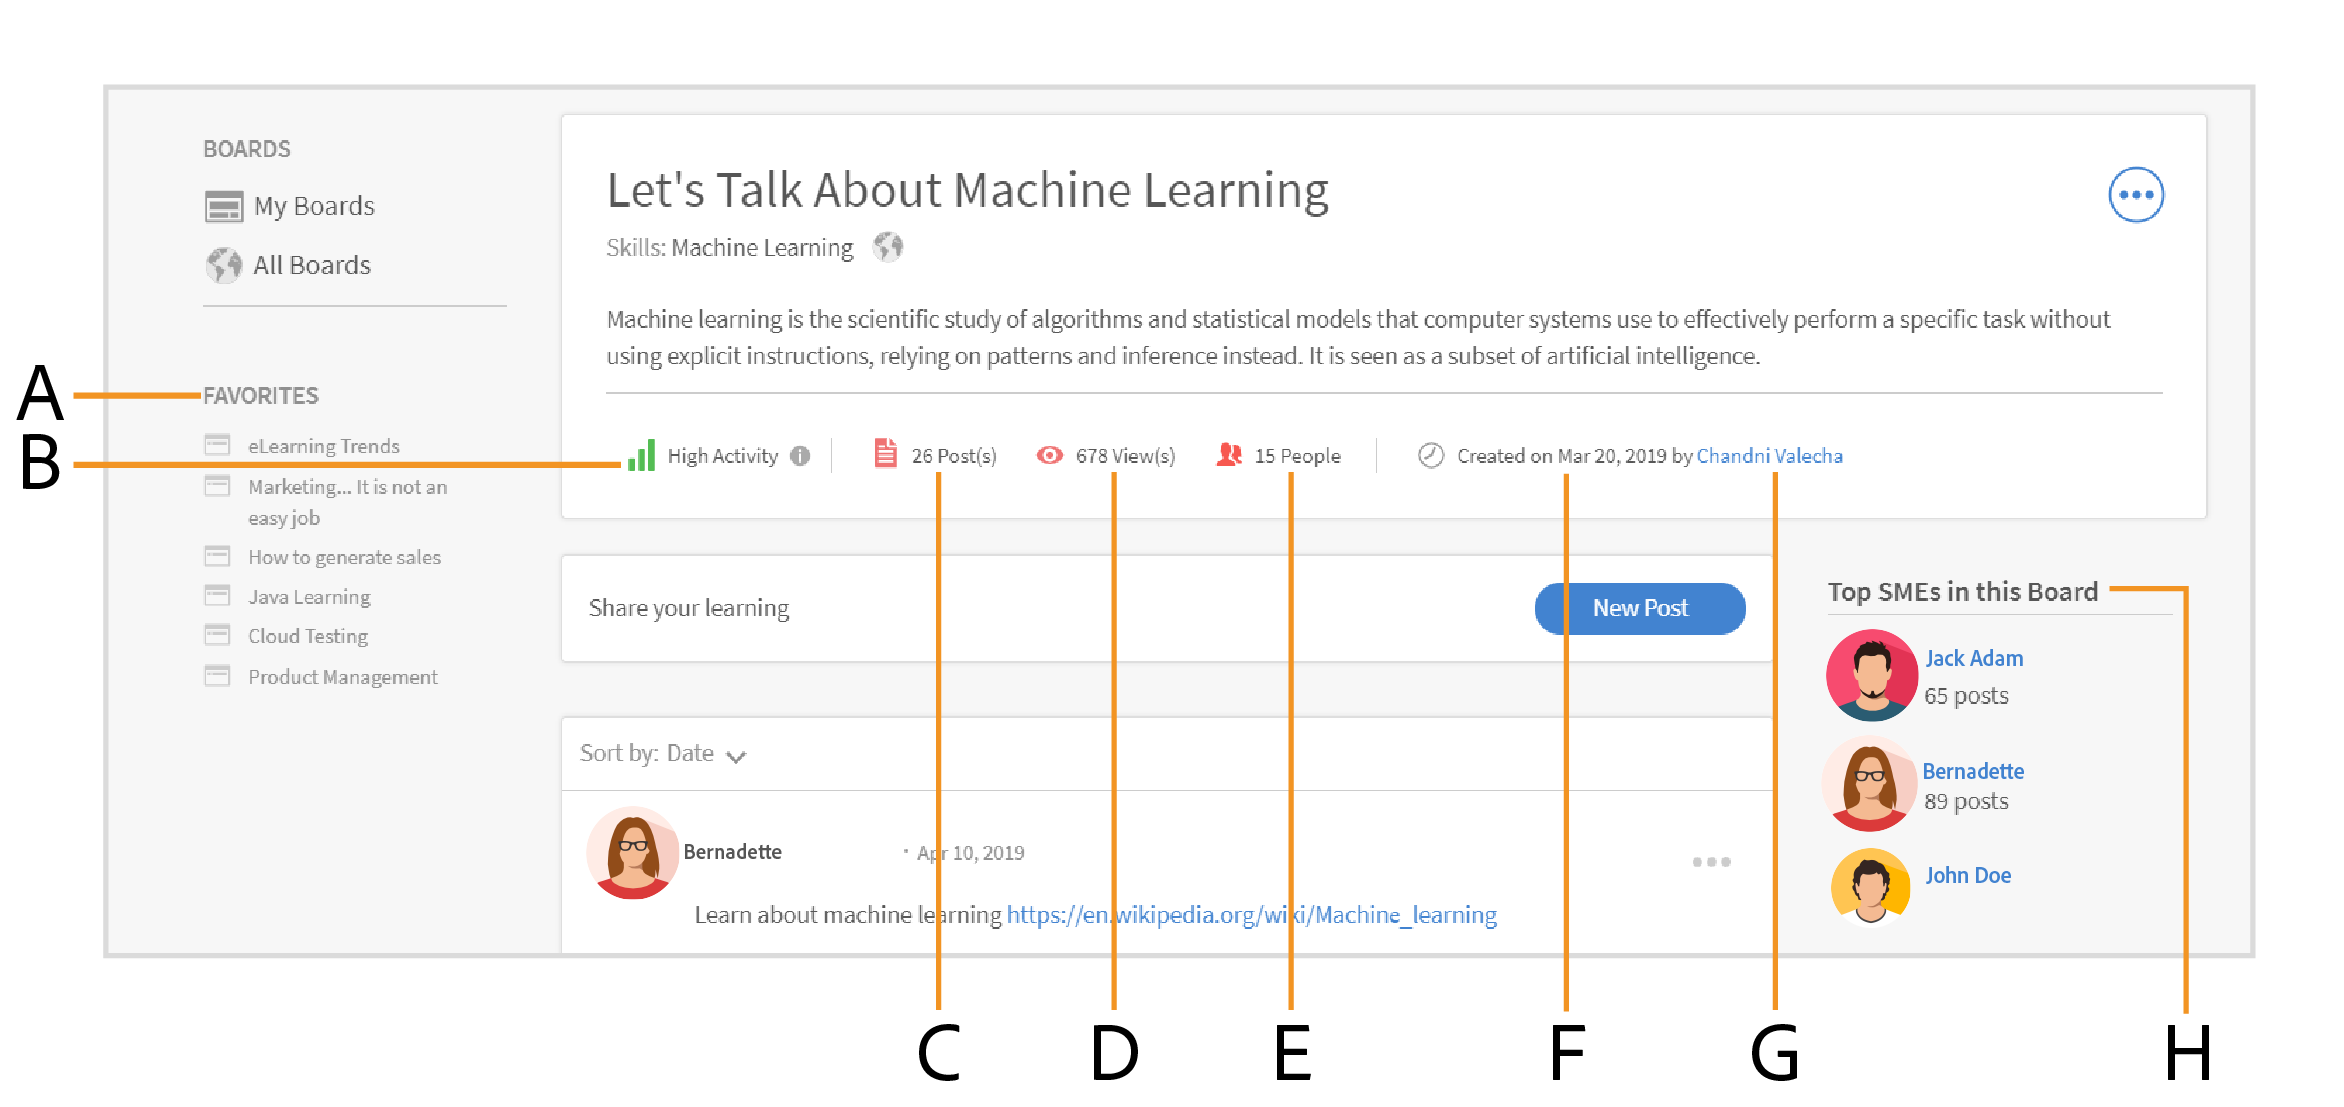 BOARDS
My Boards
All Boards
A
FAVORITES
B
eLearning Trends
Marketing... It is not an
easy job
How to generate sales
Java Learning
Cloud Testing
Product Management
Let's Talk About Machine Learning
Skills: Machine Learning
Machine learning is the scientific study of algorithms and statistical models that computer systems use to effectively perform a specific task without
using explicit instructions, relying on patterns and inference instead. It is seen as a subset of artificial intelligence.
High Activity 26 Post(s) 678 View(s) 15 People Created on Mar 20, 2019 by Chandni Valecha
Share your learning New Post
Sort by: Date
Bernadette · Apr 10, 2019
Learn about machine learning https://en.wikipedia.org/wiki/Machine_learning
Top SMEs in this Board
Jack Adam
65 posts
Bernadette
89 posts
John Doe
C D E F G H